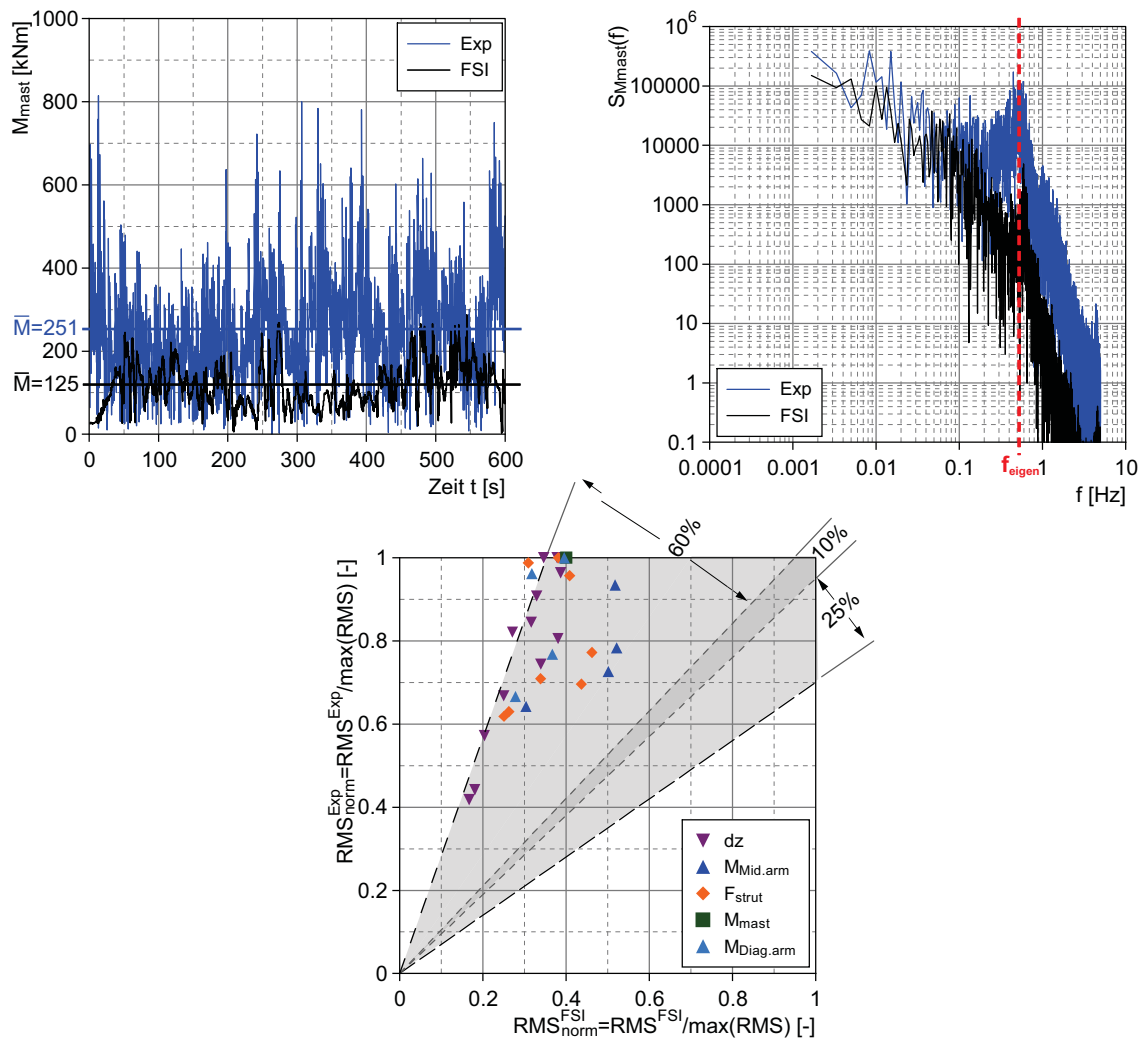 M_mast [kNm]
1000
800
600
400
200
0
M̅=251
M̅=125
Exp
FSI
0 100 200 300 400 500 600
Zeit t [s]
S_Mmast(f)
10^6
100000
10000
1000
100
10
1
0.1
Exp
FSI
0.0001 0.001 0.01 0.1 1 10
f_eigen
f [Hz]
60%
10%
25%
RMS_norm^Exp=RMS^Exp/max(RMS) [-]
1
0.8
0.6
0.4
0.2
0
dz
M_Mid.arm
F_strut
M_mast
M_Diag.arm
0 0.2 0.4 0.6 0.8 1
RMS_norm^FSI=RMS^FSI/max(RMS) [-]